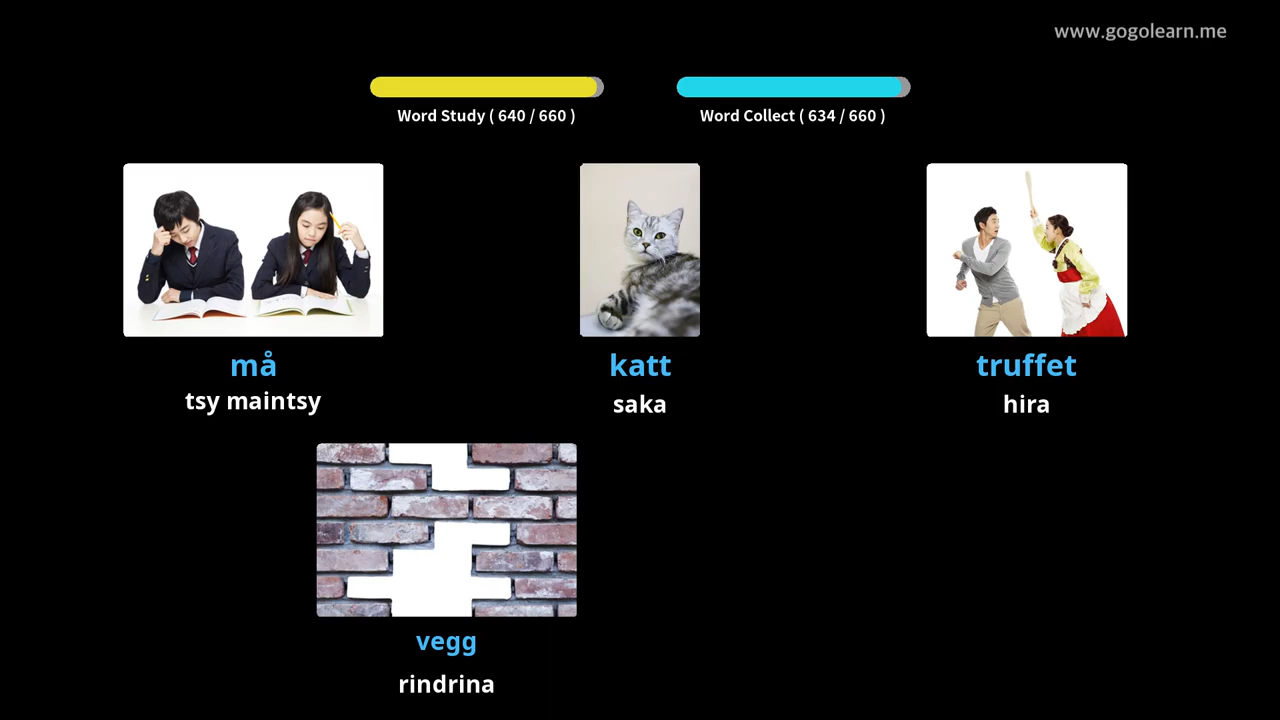 www.gogolearn.me
Word Study ( 640 / 660 )
Word Collect ( 634 / 660 )
må
katt
truffet
tsy maintsy
saka
hira
vegg
rindrina